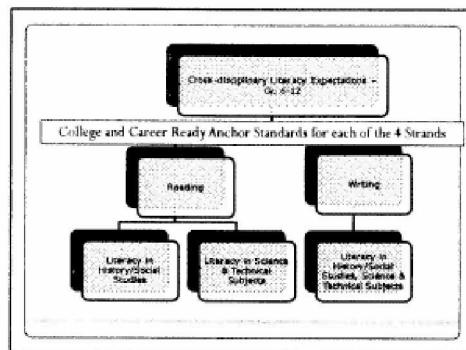 Cross-disciplinary Literacy Expectations –
Gr. 6-12
College and Career Ready Anchor Standards for each of the 4 Strands
Reading
Writing
Literacy in
History/Social
Studies
Literacy in Science
& Technical
Subjects
Literacy in
History/Social
Studies, Science &
Technical Subjects